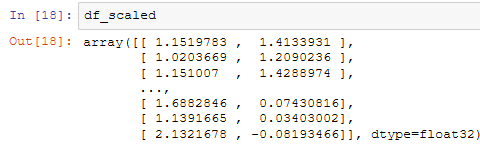 In [18]: df_scaled
Out[18]: array([[ 1.1519783 , 1.4133931 ],
[ 1.0203669 , 1.2090236 ],
[ 1.151007 , 1.4288974 ],
...,
[ 1.6882846 , 0.07430816],
[ 1.1391665 , 0.03403002],
[ 2.1321678 , -0.08193466]], dtype=float32)